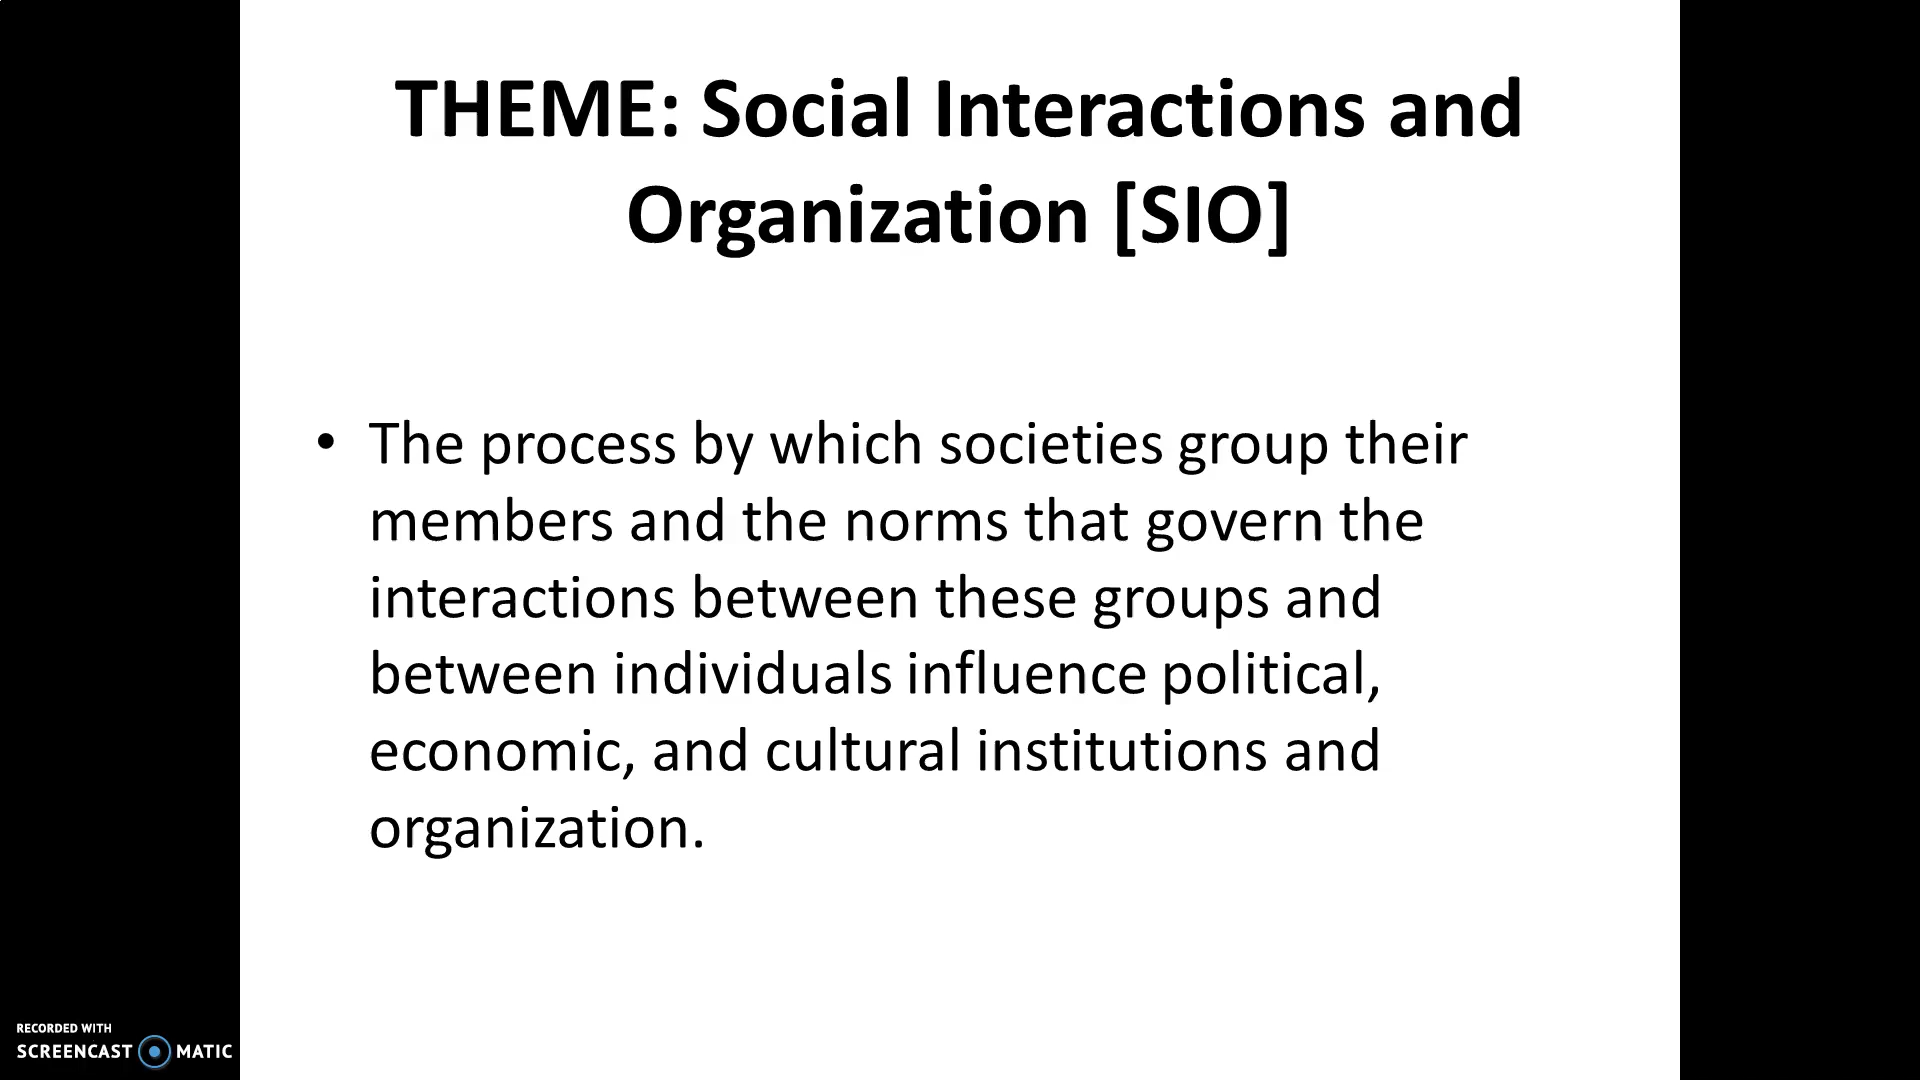 THEME: Social Interactions and
Organization [SIO]
• The process by which societies group their
members and the norms that govern the
interactions between these groups and
between individuals influence political,
economic, and cultural institutions and
organization.
RECORDED WITH
SCREENCAST MATIC